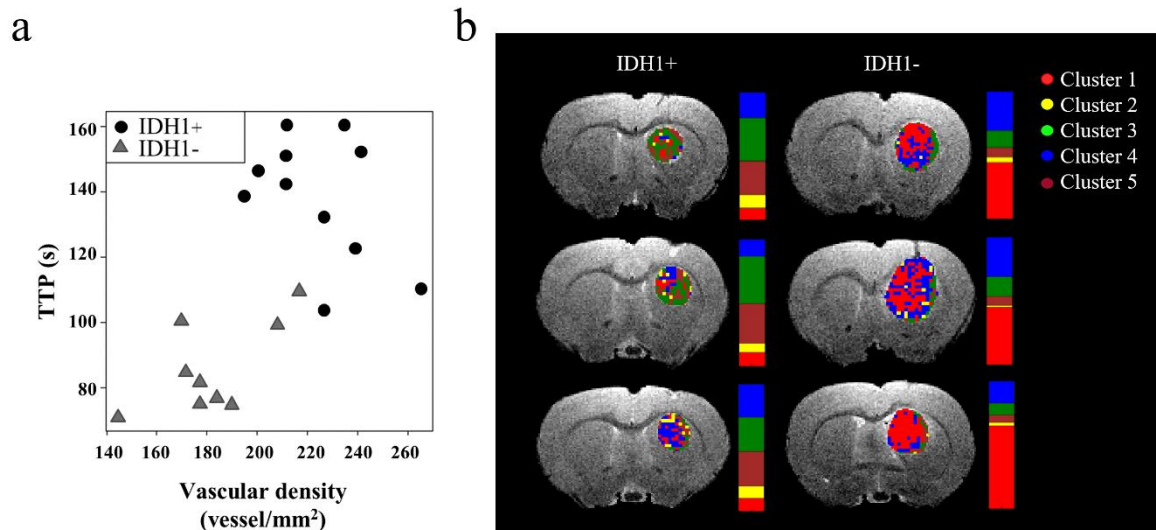 a
IDH1+
IDH1-
TTP (s)
160
140
120
100
80
140 160 180 200 220 240 260
Vascular density
(vessel/mm²)
b
IDH1+ IDH1-
Cluster 1
Cluster 2
Cluster 3
Cluster 4
Cluster 5